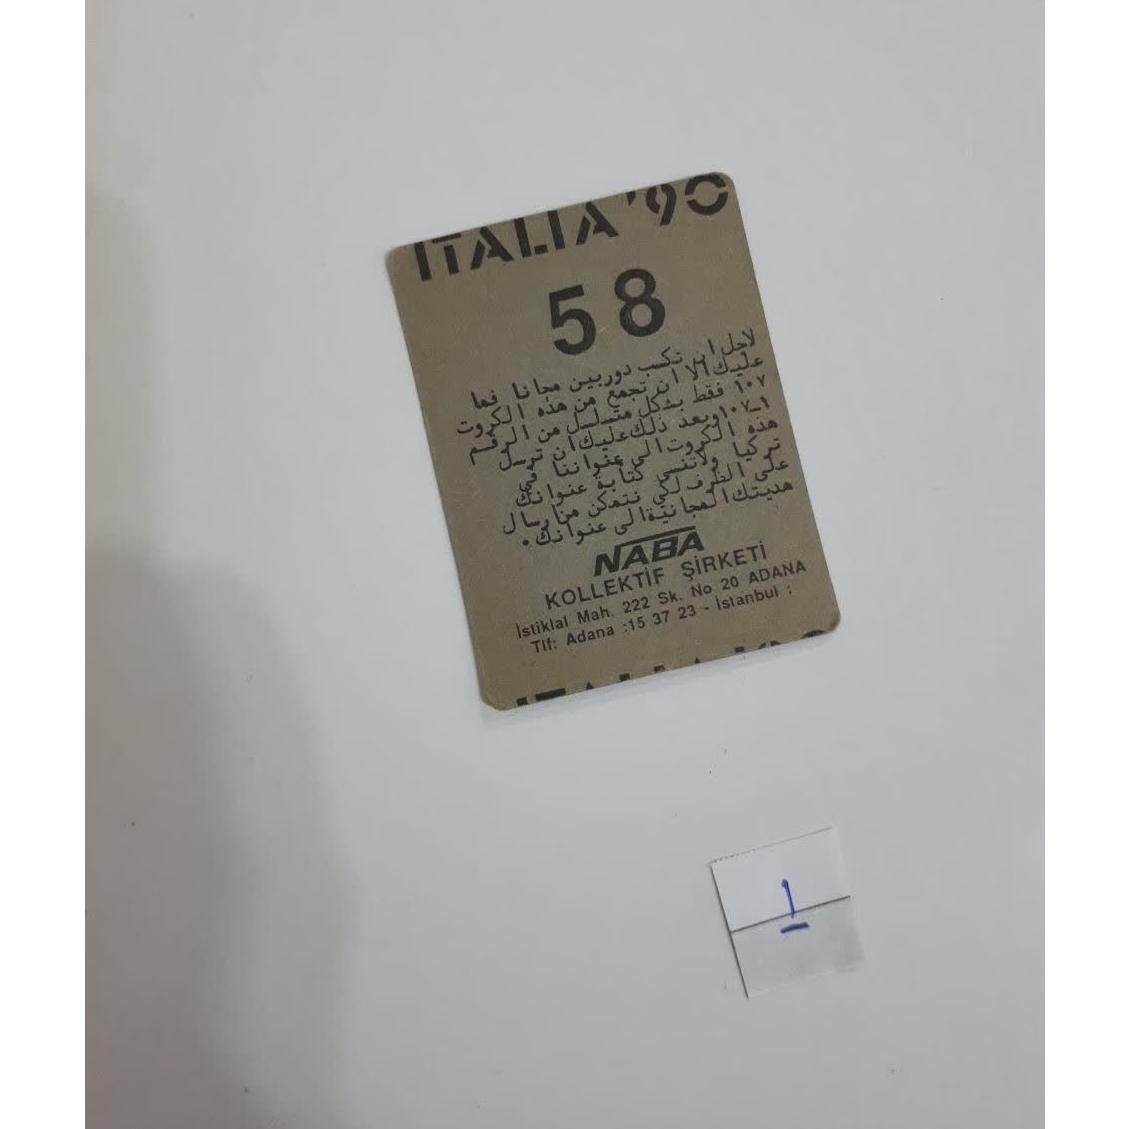 ITALIA '90
58
لاجل ان تكسب دوربين مجانا فما
عليك الا ان تجمع من هذه الكروت
١٠٧ فقط بشكل متسلسل من الرقم
١-١٠٧ وبعد ذلك عليك ان ترسل
هذه الكروت الى عنواننا في
تركيا ولاتنسى كتابة عنوانك
على الظرف لكي نتمكن من ارسال
هديتك المجانية الى عنوانك.
NABA
KOLLEKTİF ŞİRKETİ
İstiklal Mah. 222 Sk. No 20 ADANA
Tlf: Adana :15 37 23 - İstanbul :